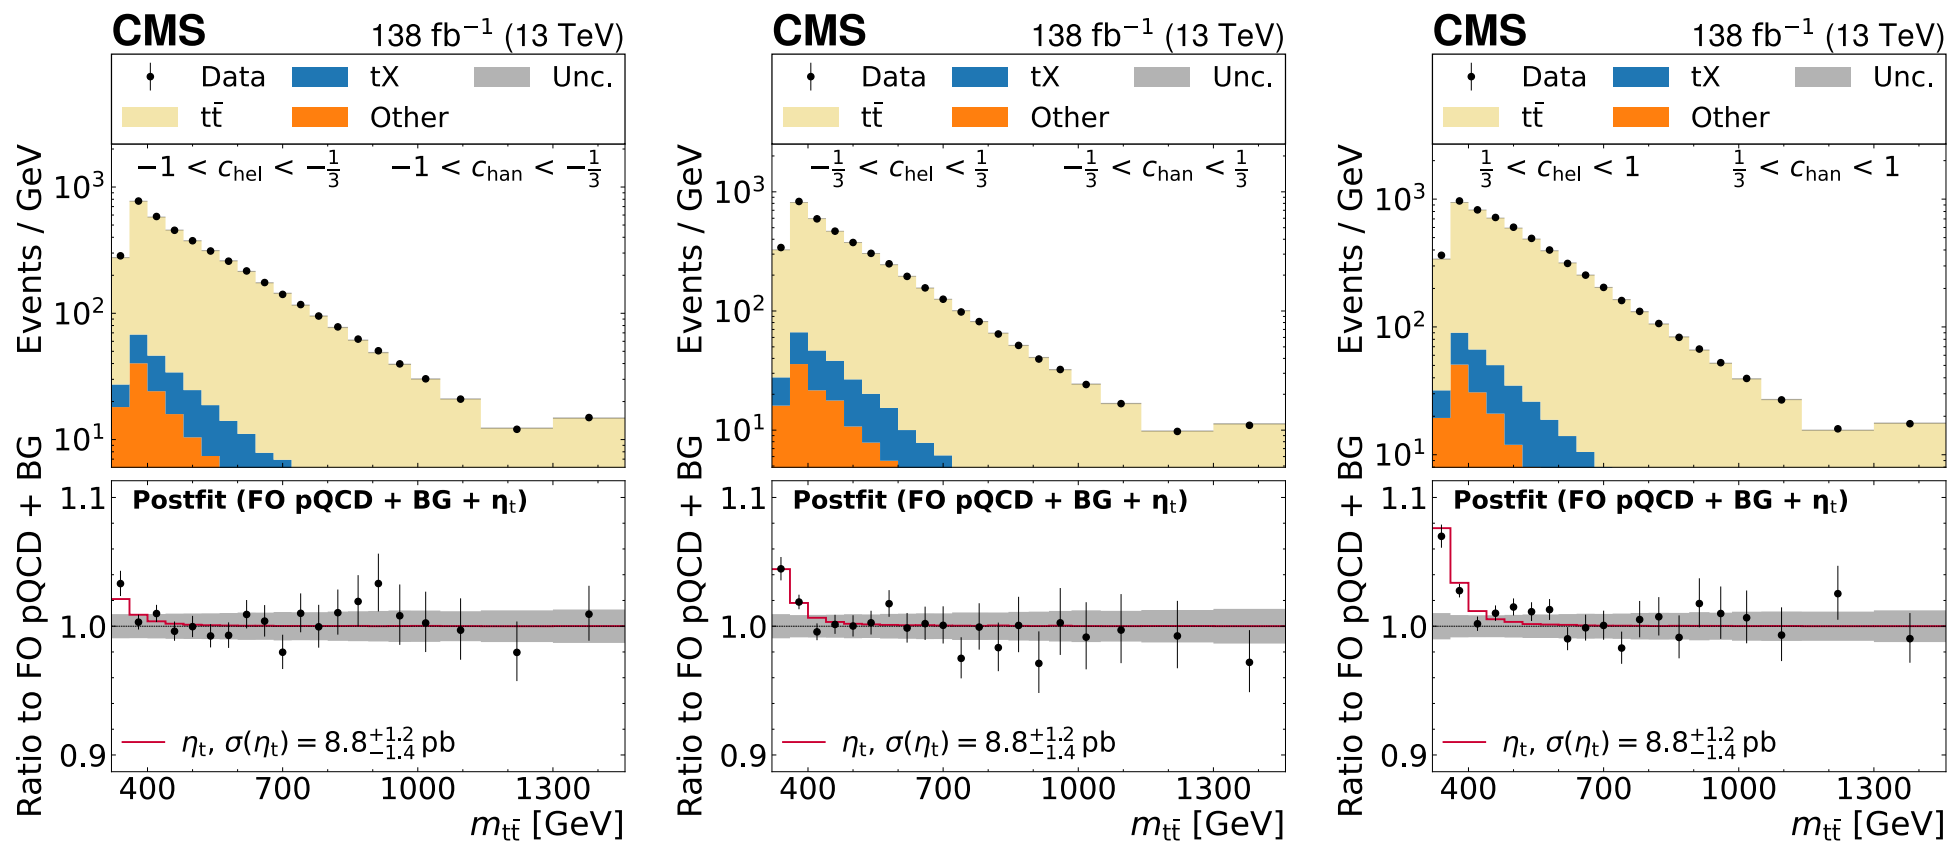 CMS 138 fb⁻¹ (13 TeV)
Data tX Unc.
tt̄ Other
−1 < c_hel < −1/3 −1 < c_han < −1/3
Events / GeV
10³
10²
10¹
Ratio to FO pQCD + BG
Postfit (FO pQCD + BG + η_t)
1.1
1.0
0.9
η_t, σ(η_t) = 8.8 +1.2 −1.4 pb
400 700 1000 1300
m_tt̄ [GeV]
CMS 138 fb⁻¹ (13 TeV)
Data tX Unc.
tt̄ Other
−1/3 < c_hel < 1/3 −1/3 < c_han < 1/3
Events / GeV
10³
10²
10¹
Ratio to FO pQCD + BG
Postfit (FO pQCD + BG + η_t)
1.1
1.0
0.9
η_t, σ(η_t) = 8.8 +1.2 −1.4 pb
400 700 1000 1300
m_tt̄ [GeV]
CMS 138 fb⁻¹ (13 TeV)
Data tX Unc.
tt̄ Other
1/3 < c_hel < 1 1/3 < c_han < 1
Events / GeV
10³
10²
10¹
Ratio to FO pQCD + BG
Postfit (FO pQCD + BG + η_t)
1.1
1.0
0.9
η_t, σ(η_t) = 8.8 +1.2 −1.4 pb
400 700 1000 1300
m_tt̄ [GeV]